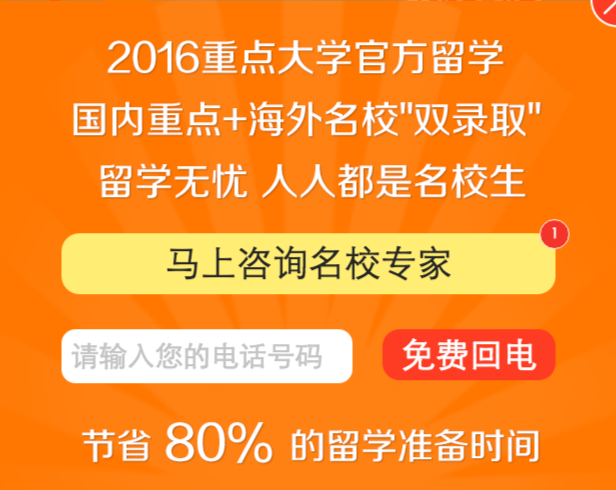 2016重点大学官方留学
国内重点+海外名校"双录取"
留学无忧 人人都是名校生
1
马上咨询名校专家
请输入您的电话号码 免费回电
节省 80% 的留学准备时间